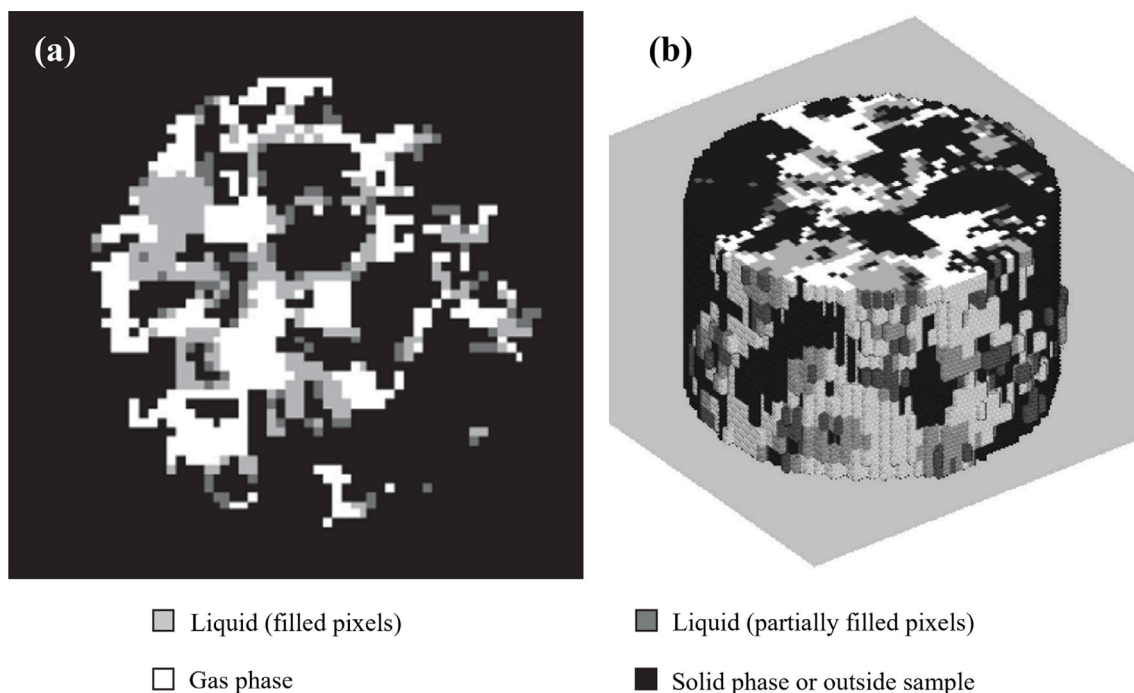 (a)
(b)
Liquid (filled pixels)
Liquid (partially filled pixels)
Gas phase
Solid phase or outside sample